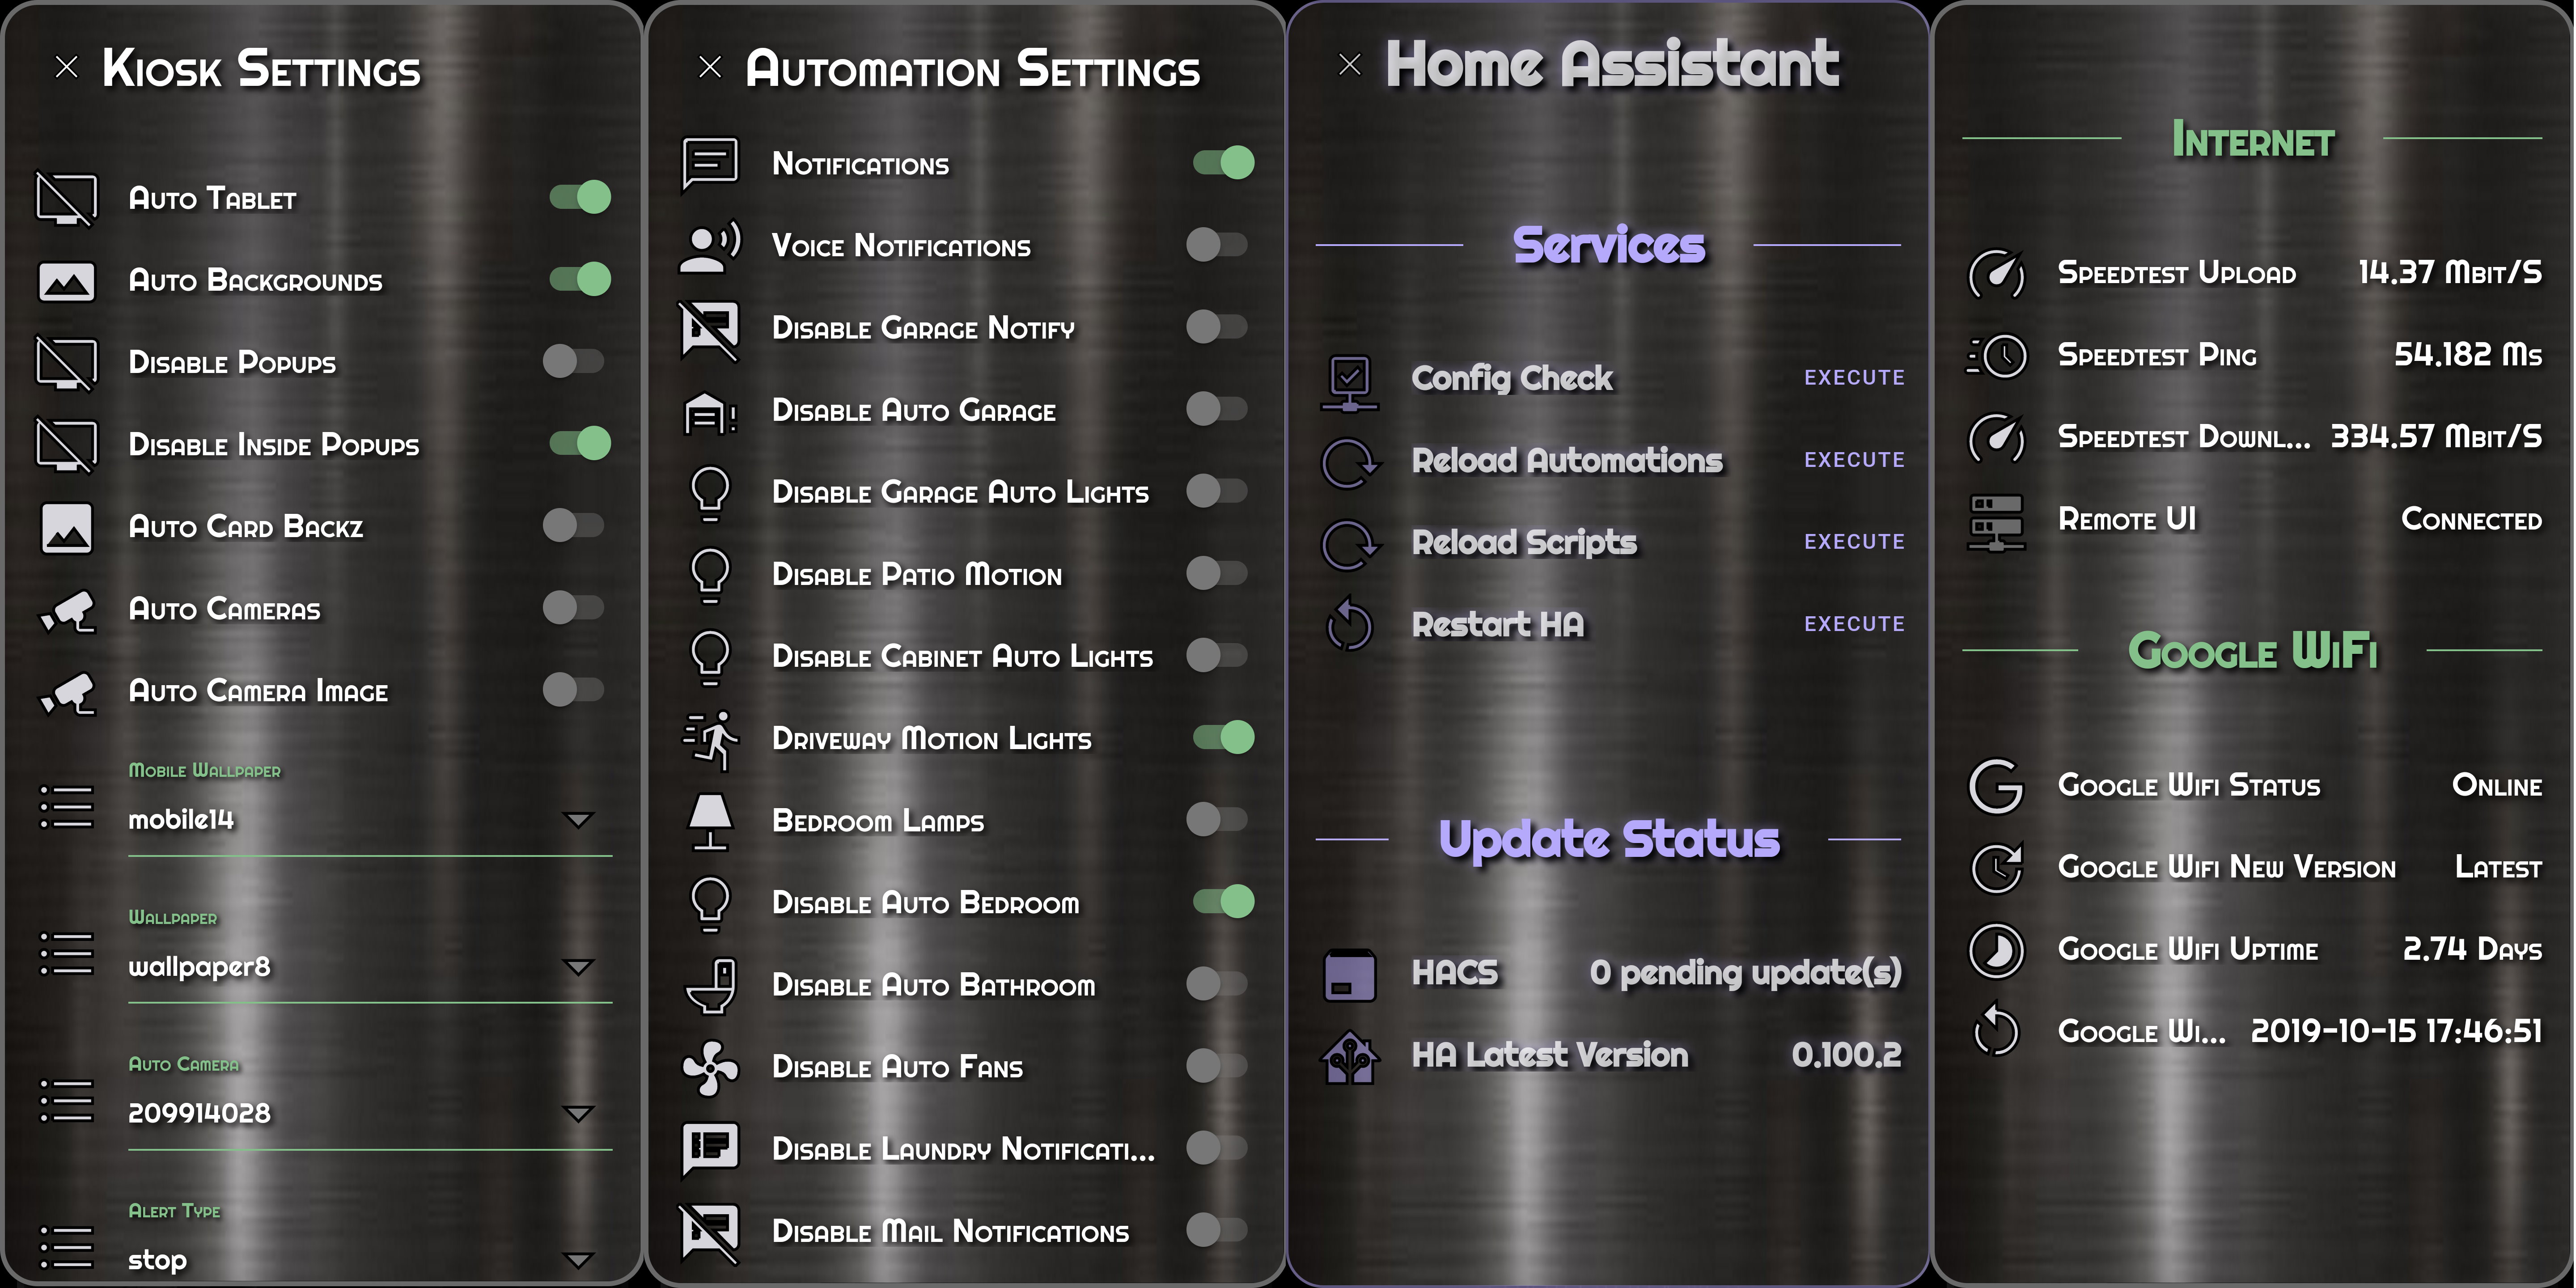 Kiosk Settings
Auto Tablet
Auto Backgrounds
Disable Popups
Disable Inside Popups
Auto Card Backz
Auto Cameras
Auto Camera Image
Mobile Wallpaper
mobile14
Wallpaper
wallpaper8
Auto Camera
209914028
Alert Type
stop
Automation Settings
Notifications
Voice Notifications
Disable Garage Notify
Disable Auto Garage
Disable Garage Auto Lights
Disable Patio Motion
Disable Cabinet Auto Lights
Driveway Motion Lights
Bedroom Lamps
Disable Auto Bedroom
Disable Auto Bathroom
Disable Auto Fans
Disable Laundry Notificati...
Disable Mail Notifications
Home Assistant
Services
Config Check EXECUTE
Reload Automations EXECUTE
Reload Scripts EXECUTE
Restart HA EXECUTE
Update Status
HACS 0 pending update(s)
HA Latest Version 0.100.2
Internet
Speedtest Upload 14.37 Mbit/s
Speedtest Ping 54.182 ms
Speedtest Downl... 334.57 Mbit/s
Remote UI Connected
Google WiFi
Google Wifi Status Online
Google Wifi New Version Latest
Google Wifi Uptime 2.74 Days
Google Wi... 2019-10-15 17:46:51